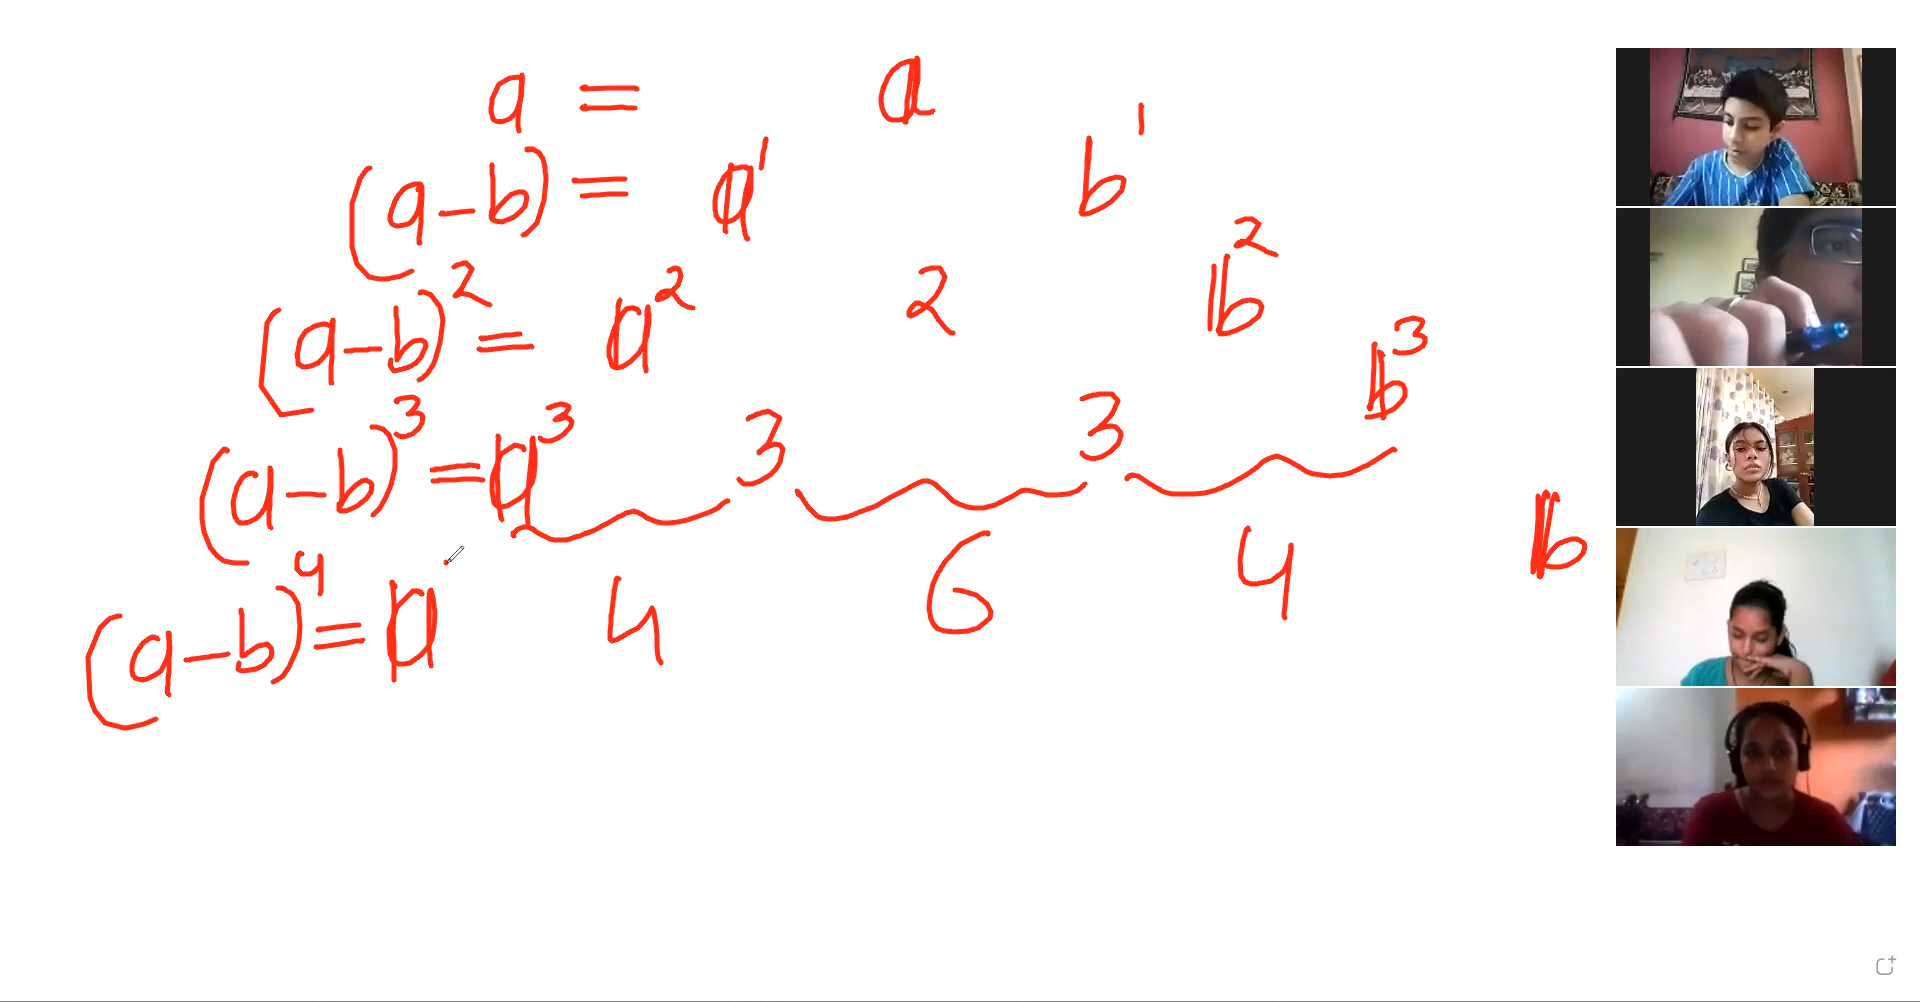 a = a
(a-b) = a¹ b¹
(a-b)² = a² 2 b²
(a-b)³ = a³ 3 3 b³
(a-b)⁴ = a 4 6 4 b